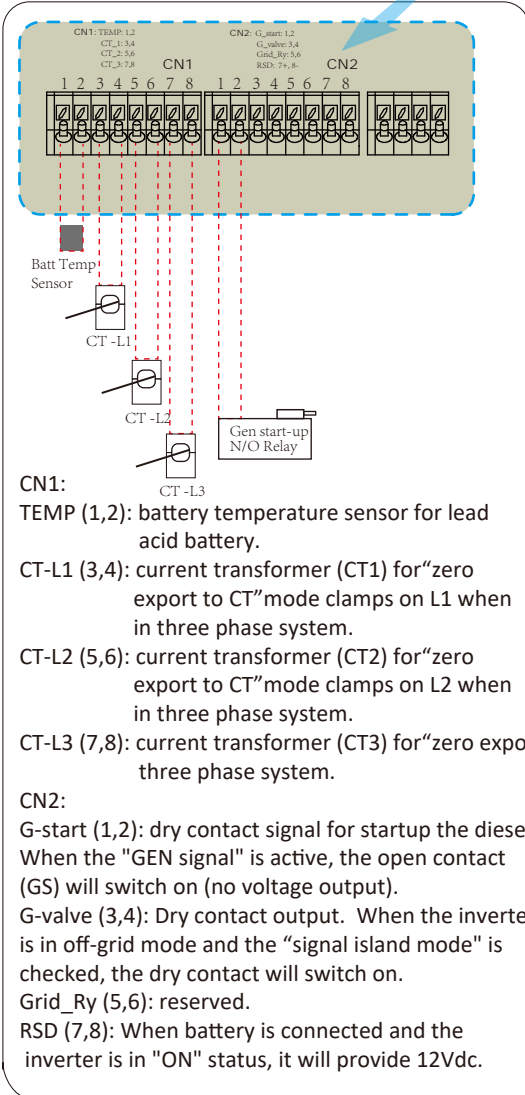 CN1: TEMP: 1,2
CT_1: 3,4
CT_2: 5,6
CT_3: 7,8
CN2: G_start: 1,2
G_valve: 3,4
Grid_Ry: 5,6
RSD: 7+, 8-
CN1
CN2
1 2 3 4 5 6 7 8
1 2 3 4 5 6 7 8
Batt Temp
Sensor
CT -L1
CT -L2
Gen start-up
N/O Relay
CT -L3
CN1:
TEMP (1,2): battery temperature sensor for lead
acid battery.
CT-L1 (3,4): current transformer (CT1) for“zero
export to CT”mode clamps on L1 when
in three phase system.
CT-L2 (5,6): current transformer (CT2) for“zero
export to CT”mode clamps on L2 when
in three phase system.
CT-L3 (7,8): current transformer (CT3) for“zero expo
three phase system.
CN2:
G-start (1,2): dry contact signal for startup the diese
When the "GEN signal" is active, the open contact
(GS) will switch on (no voltage output).
G-valve (3,4): Dry contact output. When the inverte
is in off-grid mode and the “signal island mode" is
checked, the dry contact will switch on.
Grid_Ry (5,6): reserved.
RSD (7,8): When battery is connected and the
inverter is in "ON" status, it will provide 12Vdc.